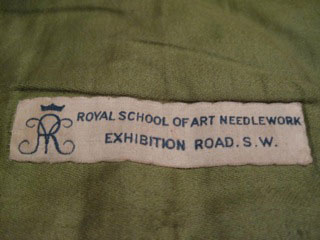 ROYAL SCHOOL OF ART NEEDLEWORK
EXHIBITION ROAD. S.W.